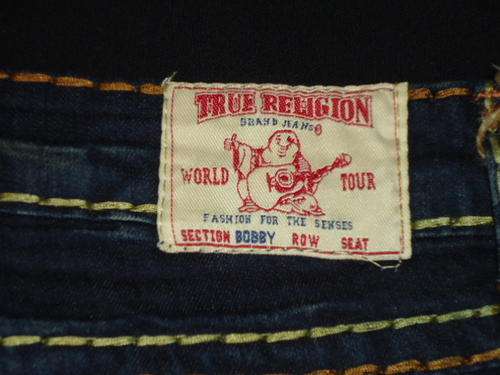 TRUE RELIGION
BRAND JEANS®
WORLD TOUR
FASHION FOR THE SENSES
SECTION BOBBY ROW SEAT